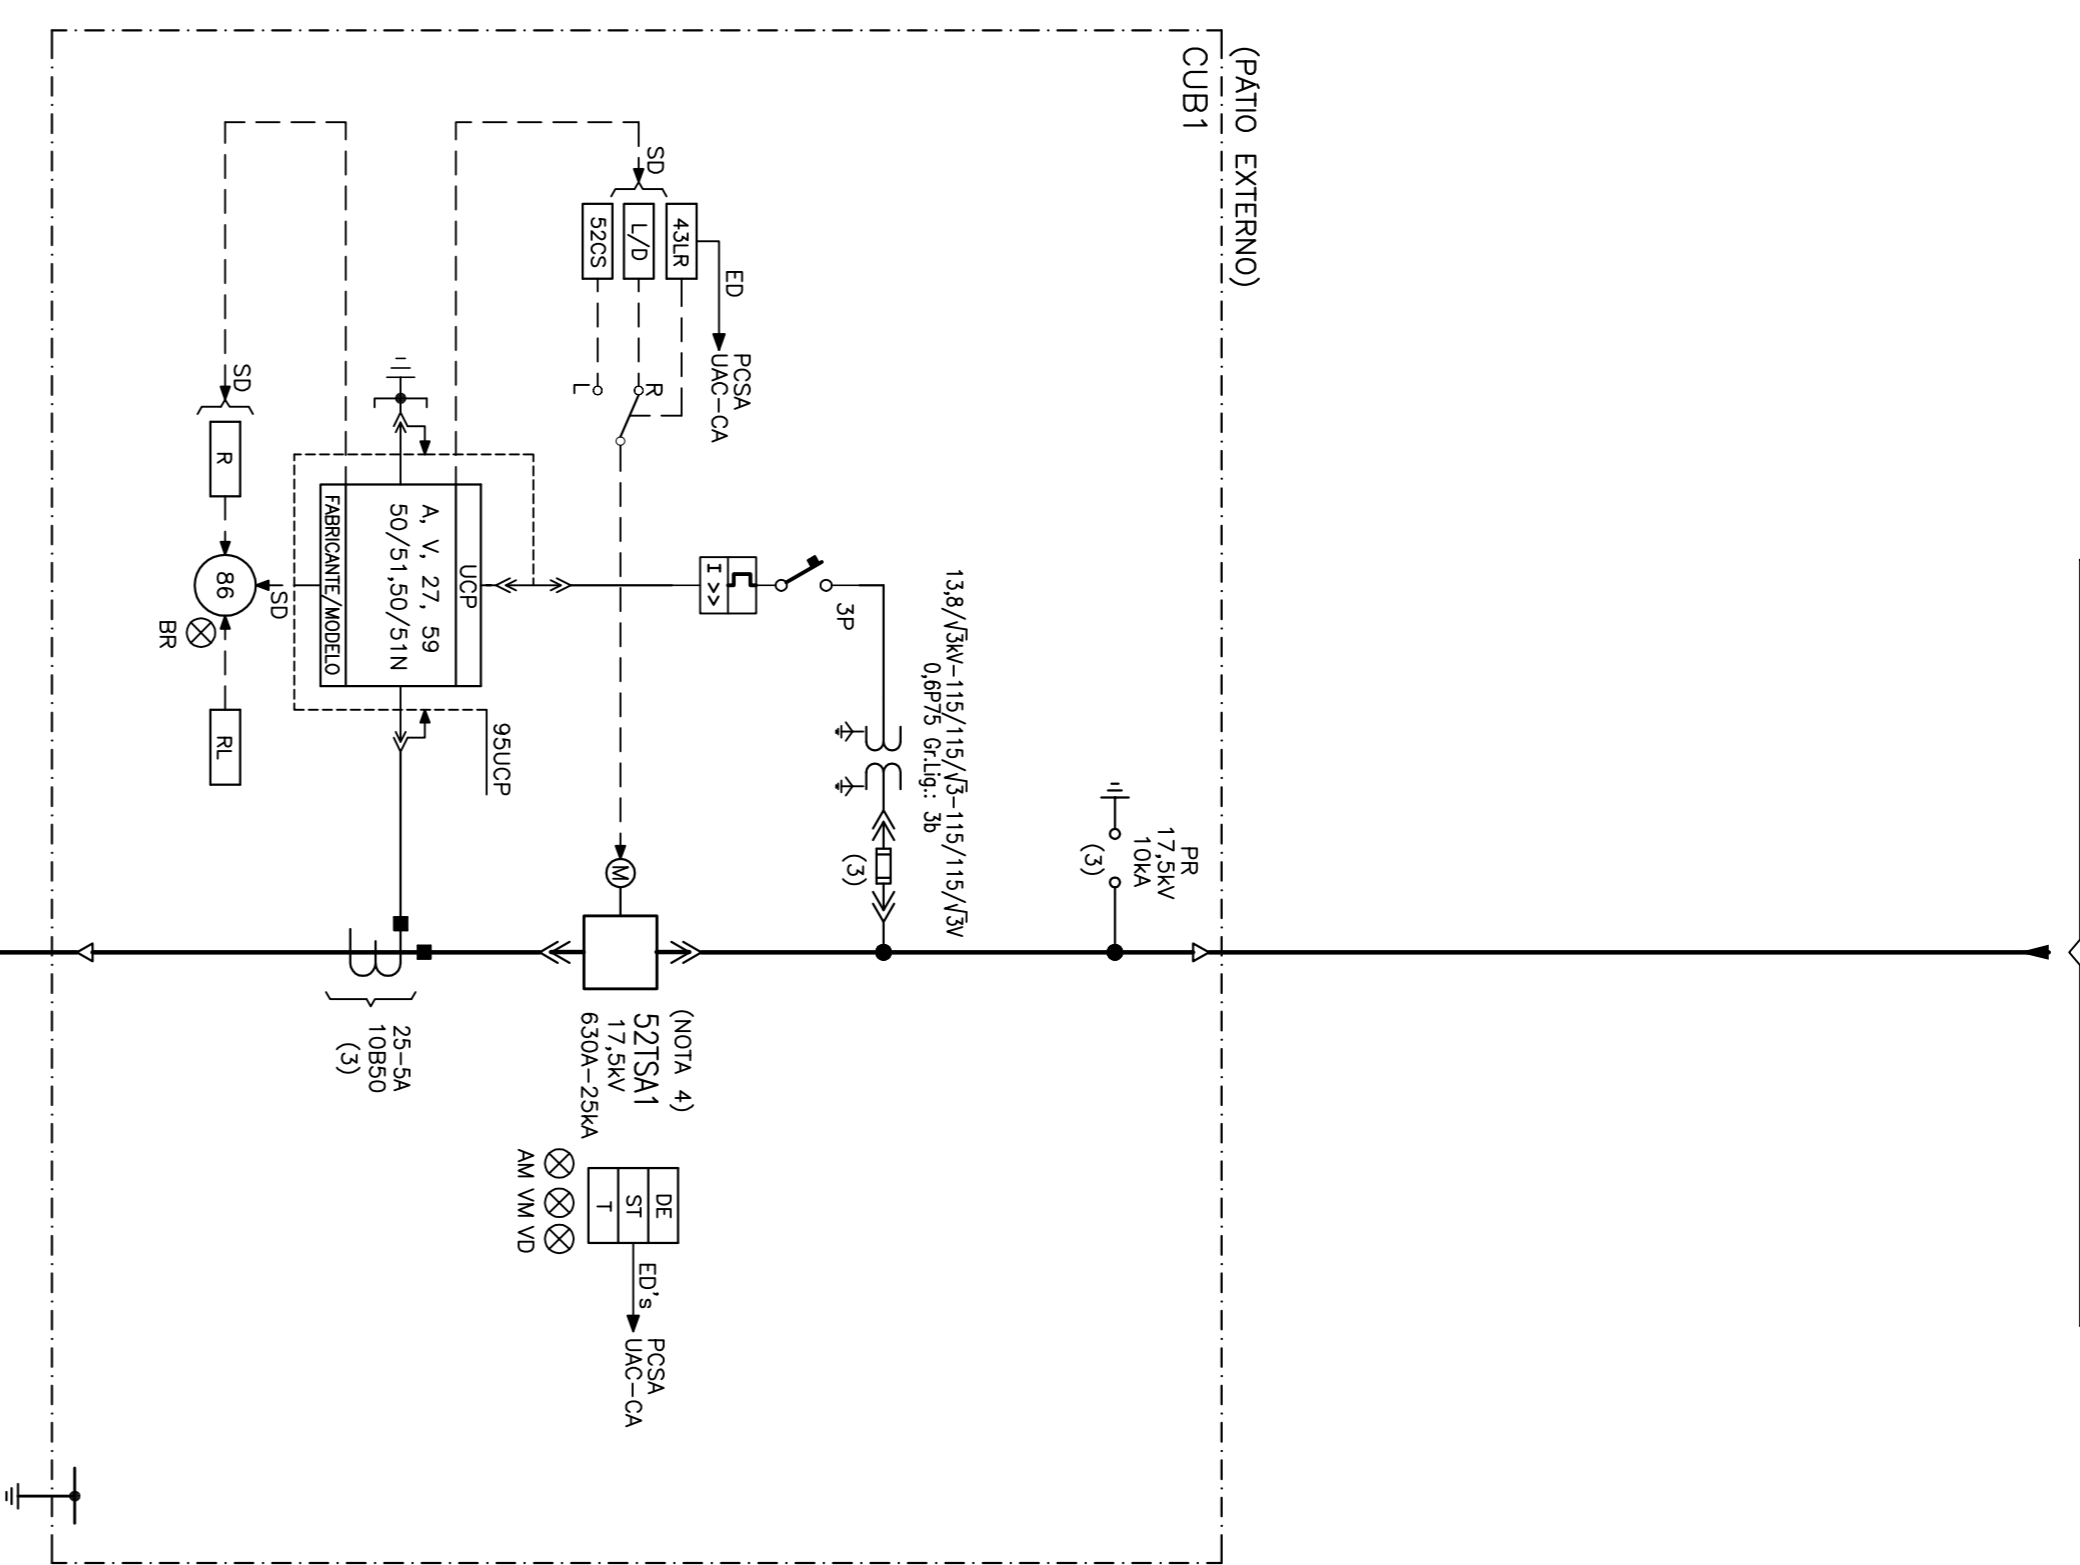 (PÁTIO EXTERNO)
CUB1
PR
17,5kV
10kA
(3)
13,8/√3kV-115/115/√3-115/115/√3V
0,6P75 Gr.Lig.: 3b
(3)
3P
I >>
SD
43LR
L/D
52CS
ED
PCSA
UAC-CA
R
L
M
(NOTA 4)
52TSA1
17,5kV
630A-25kA
DE
ST
T
ED's
PCSA
UAC-CA
AM VM VD
95UCP
UCP
A, V, 27, 59
50/51,50/51N
FABRICANTE/MODELO
25-5A
10B50
(3)
SD
SD
R
86
RL
BR